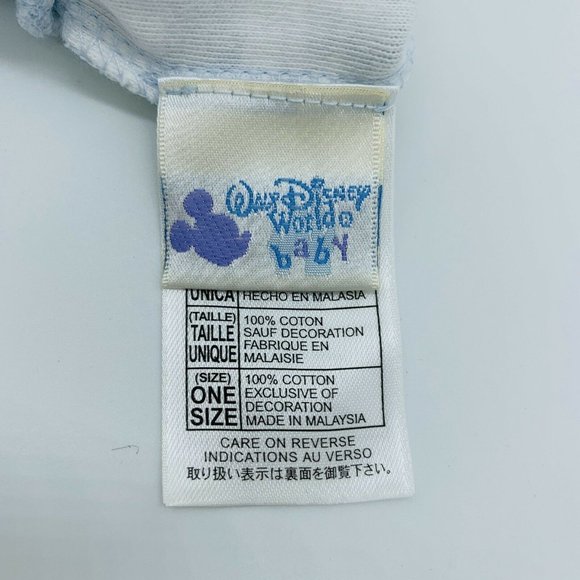 Walt Disney
World®
baby
UNICA
HECHO EN MALASIA
(TAILLE)
TAILLE
UNIQUE
100% COTON
SAUF DECORATION
FABRIQUE EN
MALAISIE
(SIZE)
ONE
SIZE
100% COTTON
EXCLUSIVE OF
DECORATION
MADE IN MALAYSIA
CARE ON REVERSE
INDICATIONS AU VERSO
取り扱い表示は裏面を御覧下さい。